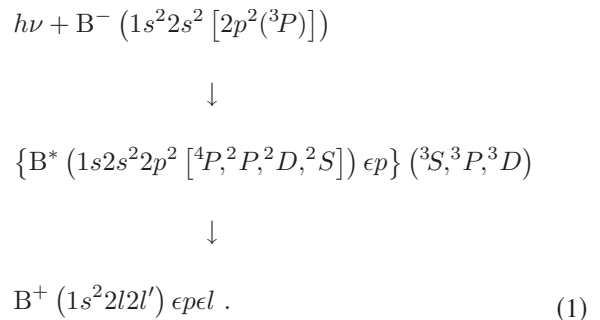 hν + B⁻ (1s²2s² [2p²(³P)])
↓
{B* (1s2s²2p² [⁴P,²P,²D,²S]) ϵp} (³S,³P,³D)
↓
B⁺ (1s²2l2l′) ϵpϵl . (1)